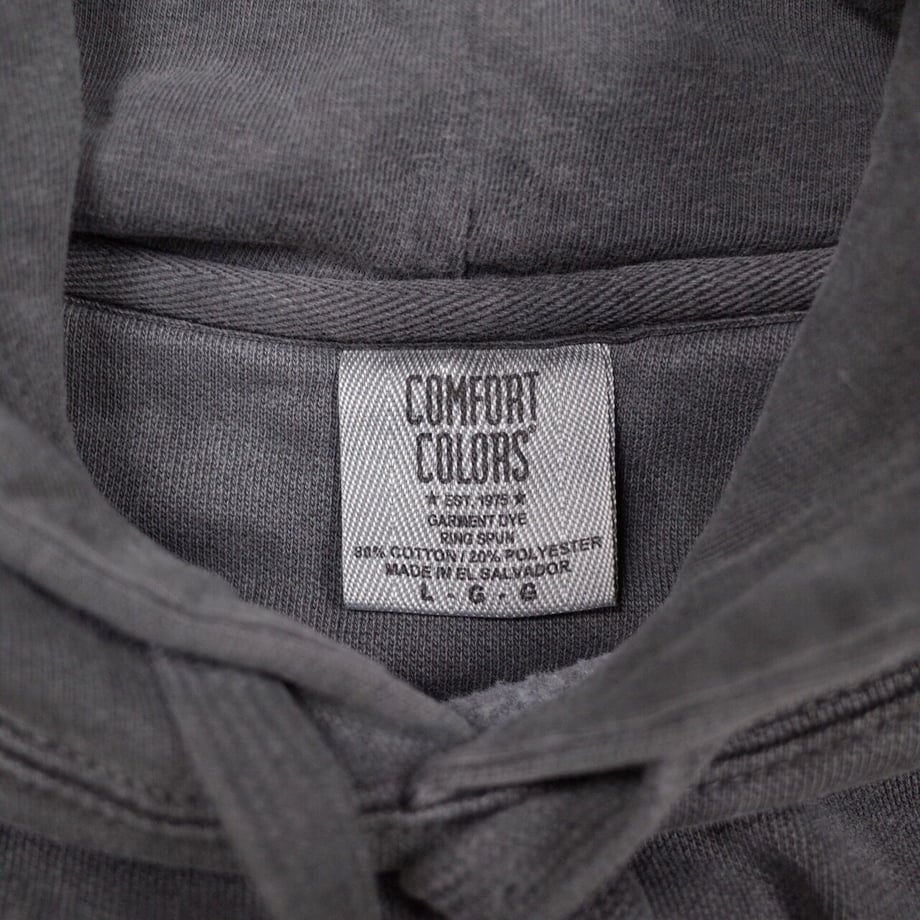 COMFORT
COLORS
★ EST. 1975 ★
GARMENT DYE
RING SPUN
80% COTTON / 20% POLYESTER
MADE IN EL SALVADOR
L - G - G